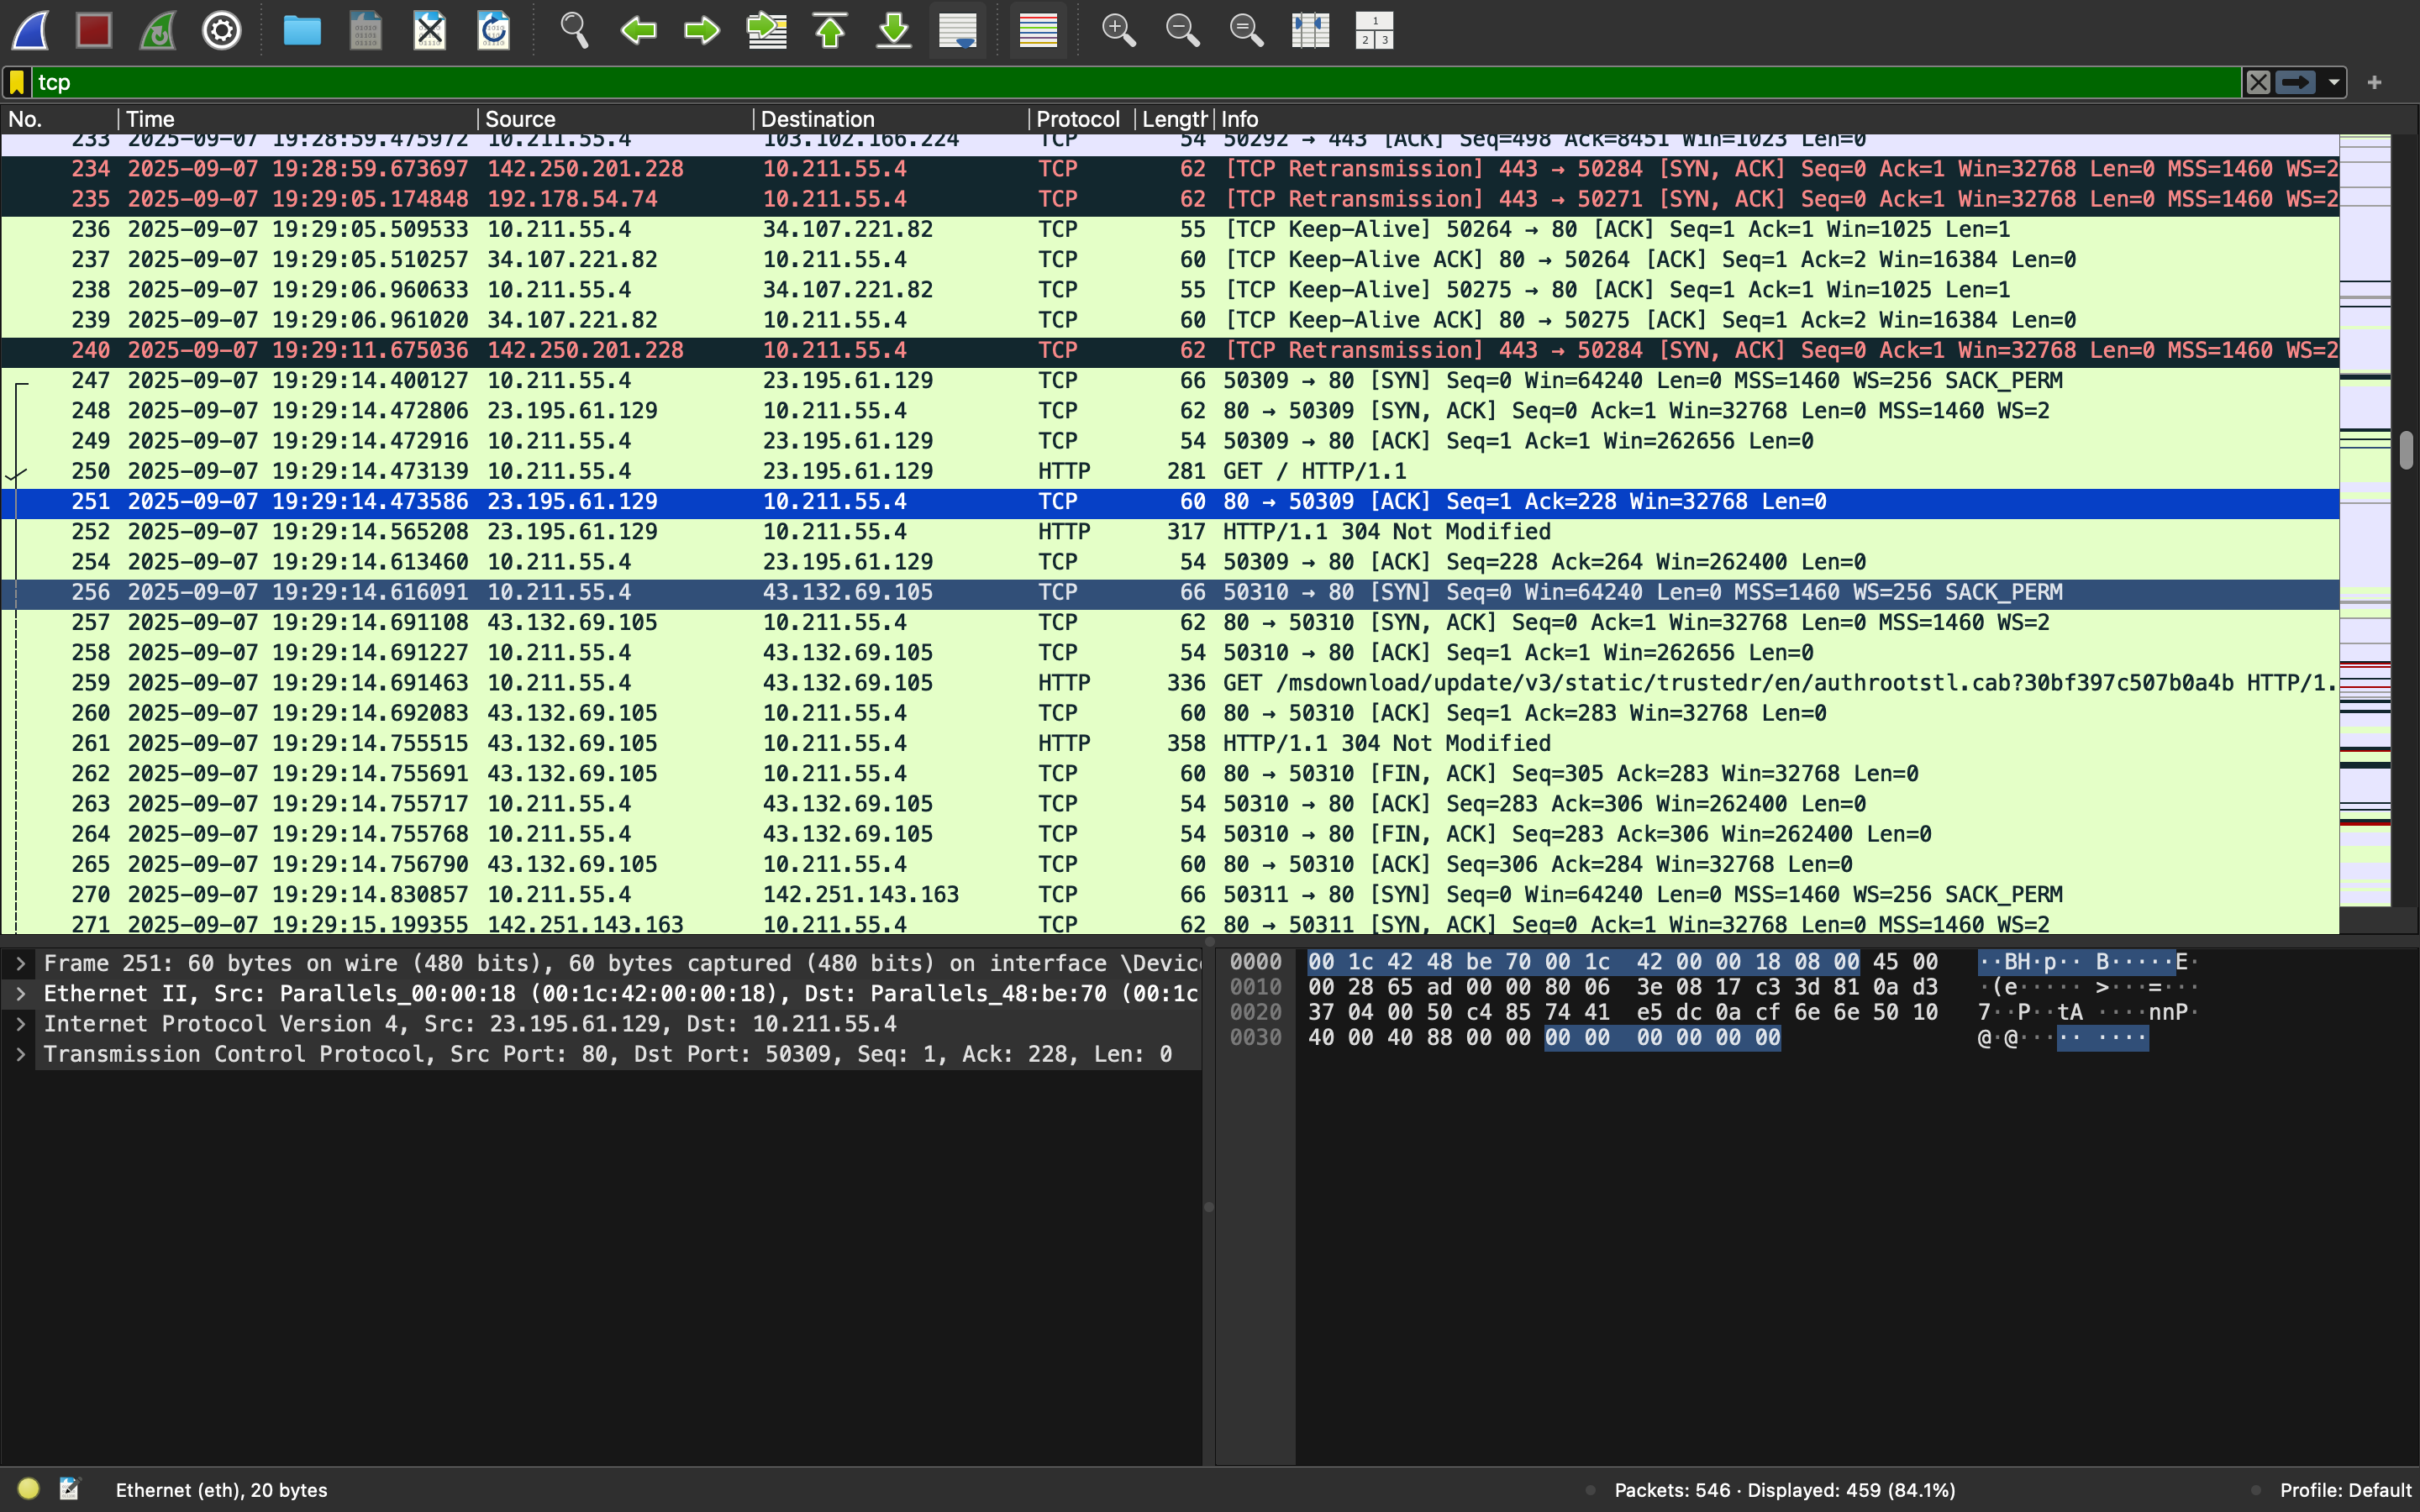 tcp
No. Time Source Destination Protocol Length Info
233 2025-09-07 19:28:59.475972 10.211.55.4 103.102.166.224 TCP 54 50292 → 443 [ACK] Seq=498 Ack=8451 Win=1023 Len=0
234 2025-09-07 19:28:59.673697 142.250.201.228 10.211.55.4 TCP 62 [TCP Retransmission] 443 → 50284 [SYN, ACK] Seq=0 Ack=1 Win=32768 Len=0 MSS=1460 WS=2
235 2025-09-07 19:29:05.174848 192.178.54.74 10.211.55.4 TCP 62 [TCP Retransmission] 443 → 50271 [SYN, ACK] Seq=0 Ack=1 Win=32768 Len=0 MSS=1460 WS=2
236 2025-09-07 19:29:05.509533 10.211.55.4 34.107.221.82 TCP 55 [TCP Keep-Alive] 50264 → 80 [ACK] Seq=1 Ack=1 Win=1025 Len=1
237 2025-09-07 19:29:05.510257 34.107.221.82 10.211.55.4 TCP 60 [TCP Keep-Alive ACK] 80 → 50264 [ACK] Seq=1 Ack=2 Win=16384 Len=0
238 2025-09-07 19:29:06.960633 10.211.55.4 34.107.221.82 TCP 55 [TCP Keep-Alive] 50275 → 80 [ACK] Seq=1 Ack=1 Win=1025 Len=1
239 2025-09-07 19:29:06.961020 34.107.221.82 10.211.55.4 TCP 60 [TCP Keep-Alive ACK] 80 → 50275 [ACK] Seq=1 Ack=2 Win=16384 Len=0
240 2025-09-07 19:29:11.675036 142.250.201.228 10.211.55.4 TCP 62 [TCP Retransmission] 443 → 50284 [SYN, ACK] Seq=0 Ack=1 Win=32768 Len=0 MSS=1460 WS=2
247 2025-09-07 19:29:14.400127 10.211.55.4 23.195.61.129 TCP 66 50309 → 80 [SYN] Seq=0 Win=64240 Len=0 MSS=1460 WS=256 SACK_PERM
248 2025-09-07 19:29:14.472806 23.195.61.129 10.211.55.4 TCP 62 80 → 50309 [SYN, ACK] Seq=0 Ack=1 Win=32768 Len=0 MSS=1460 WS=2
249 2025-09-07 19:29:14.472916 10.211.55.4 23.195.61.129 TCP 54 50309 → 80 [ACK] Seq=1 Ack=1 Win=262656 Len=0
250 2025-09-07 19:29:14.473139 10.211.55.4 23.195.61.129 HTTP 281 GET / HTTP/1.1
251 2025-09-07 19:29:14.473586 23.195.61.129 10.211.55.4 TCP 60 80 → 50309 [ACK] Seq=1 Ack=228 Win=32768 Len=0
252 2025-09-07 19:29:14.565208 23.195.61.129 10.211.55.4 HTTP 317 HTTP/1.1 304 Not Modified
254 2025-09-07 19:29:14.613460 10.211.55.4 23.195.61.129 TCP 54 50309 → 80 [ACK] Seq=228 Ack=264 Win=262400 Len=0
256 2025-09-07 19:29:14.616091 10.211.55.4 43.132.69.105 TCP 66 50310 → 80 [SYN] Seq=0 Win=64240 Len=0 MSS=1460 WS=256 SACK_PERM
257 2025-09-07 19:29:14.691108 43.132.69.105 10.211.55.4 TCP 62 80 → 50310 [SYN, ACK] Seq=0 Ack=1 Win=32768 Len=0 MSS=1460 WS=2
258 2025-09-07 19:29:14.691227 10.211.55.4 43.132.69.105 TCP 54 50310 → 80 [ACK] Seq=1 Ack=1 Win=262656 Len=0
259 2025-09-07 19:29:14.691463 10.211.55.4 43.132.69.105 HTTP 336 GET /msdownload/update/v3/static/trustedr/en/authrootstl.cab?30bf397c507b0a4b HTTP/1.
260 2025-09-07 19:29:14.692083 43.132.69.105 10.211.55.4 TCP 60 80 → 50310 [ACK] Seq=1 Ack=283 Win=32768 Len=0
261 2025-09-07 19:29:14.755515 43.132.69.105 10.211.55.4 HTTP 358 HTTP/1.1 304 Not Modified
262 2025-09-07 19:29:14.755691 43.132.69.105 10.211.55.4 TCP 60 80 → 50310 [FIN, ACK] Seq=305 Ack=283 Win=32768 Len=0
263 2025-09-07 19:29:14.755717 10.211.55.4 43.132.69.105 TCP 54 50310 → 80 [ACK] Seq=283 Ack=306 Win=262400 Len=0
264 2025-09-07 19:29:14.755768 10.211.55.4 43.132.69.105 TCP 54 50310 → 80 [FIN, ACK] Seq=283 Ack=306 Win=262400 Len=0
265 2025-09-07 19:29:14.756790 43.132.69.105 10.211.55.4 TCP 60 80 → 50310 [ACK] Seq=306 Ack=284 Win=32768 Len=0
270 2025-09-07 19:29:14.830857 10.211.55.4 142.251.143.163 TCP 66 50311 → 80 [SYN] Seq=0 Win=64240 Len=0 MSS=1460 WS=256 SACK_PERM
271 2025-09-07 19:29:15.199355 142.251.143.163 10.211.55.4 TCP 62 80 → 50311 [SYN, ACK] Seq=0 Ack=1 Win=32768 Len=0 MSS=1460 WS=2
Frame 251: 60 bytes on wire (480 bits), 60 bytes captured (480 bits) on interface \Devic
Ethernet II, Src: Parallels_00:00:18 (00:1c:42:00:00:18), Dst: Parallels_48:be:70 (00:1c
Internet Protocol Version 4, Src: 23.195.61.129, Dst: 10.211.55.4
Transmission Control Protocol, Src Port: 80, Dst Port: 50309, Seq: 1, Ack: 228, Len: 0
0000 00 1c 42 48 be 70 00 1c 42 00 00 18 08 00 45 00 ··BH·p·· B·····E·
0010 00 28 65 ad 00 00 80 06 3e 08 17 c3 3d 81 0a d3 ·(e····· >···=···
0020 37 04 00 50 c4 85 74 41 e5 dc 0a cf 6e 6e 50 10 7··P··tA ····nnP·
0030 40 00 40 88 00 00 00 00 00 00 00 00 @·@····· ····
Ethernet (eth), 20 bytes
Packets: 546 · Displayed: 459 (84.1%)
Profile: Default